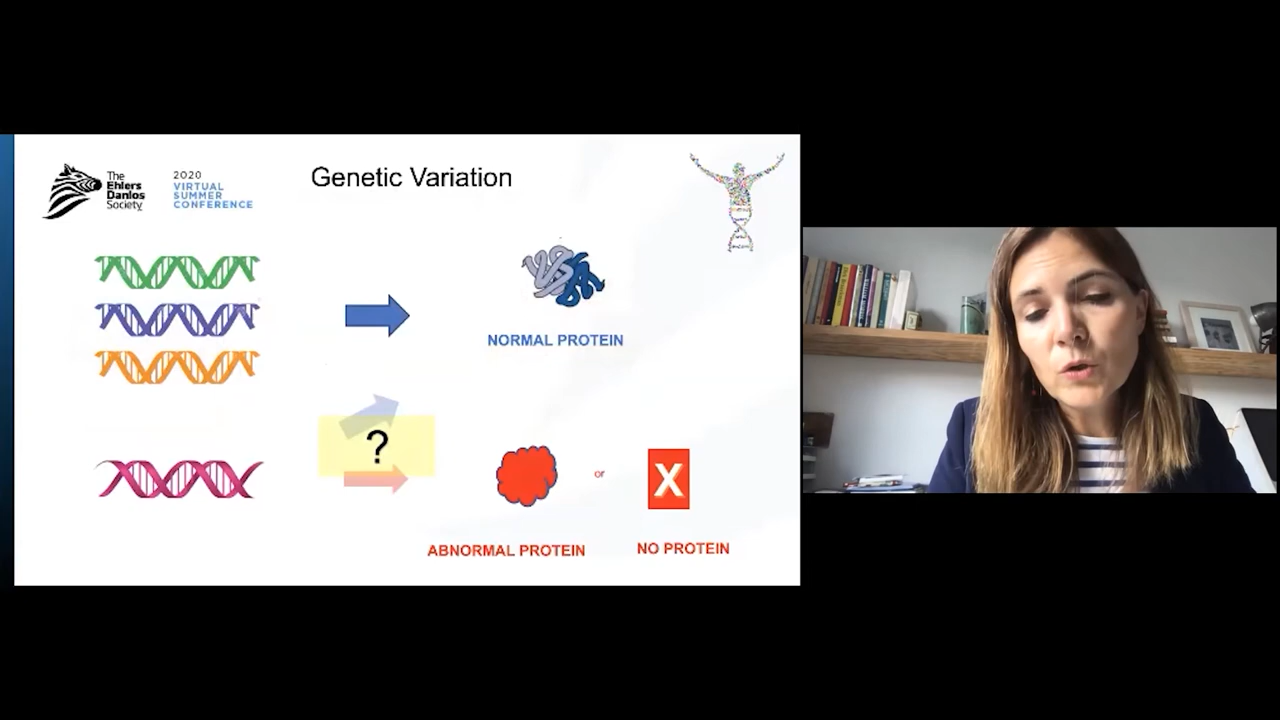 The
Ehlers
Danlos
Society
2020
VIRTUAL
SUMMER
CONFERENCE
Genetic Variation
NORMAL PROTEIN
?
or
X
ABNORMAL PROTEIN
NO PROTEIN